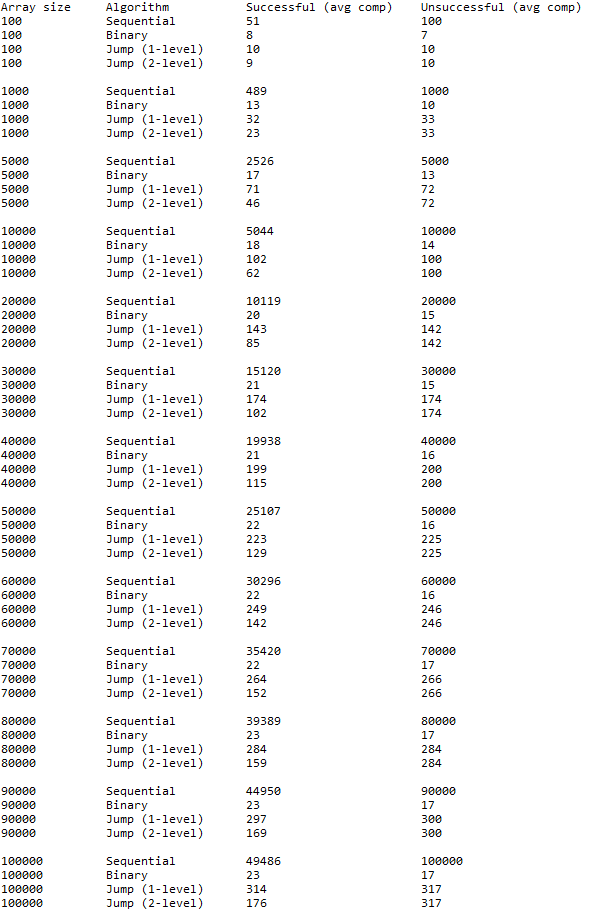 Array size Algorithm Successful (avg comp) Unsuccessful (avg comp)
100 Sequential 51 100
100 Binary 8 7
100 Jump (1-level) 10 10
100 Jump (2-level) 9 10
1000 Sequential 489 1000
1000 Binary 13 10
1000 Jump (1-level) 32 33
1000 Jump (2-level) 23 33
5000 Sequential 2526 5000
5000 Binary 17 13
5000 Jump (1-level) 71 72
5000 Jump (2-level) 46 72
10000 Sequential 5044 10000
10000 Binary 18 14
10000 Jump (1-level) 102 100
10000 Jump (2-level) 62 100
20000 Sequential 10119 20000
20000 Binary 20 15
20000 Jump (1-level) 143 142
20000 Jump (2-level) 85 142
30000 Sequential 15120 30000
30000 Binary 21 15
30000 Jump (1-level) 174 174
30000 Jump (2-level) 102 174
40000 Sequential 19938 40000
40000 Binary 21 16
40000 Jump (1-level) 199 200
40000 Jump (2-level) 115 200
50000 Sequential 25107 50000
50000 Binary 22 16
50000 Jump (1-level) 223 225
50000 Jump (2-level) 129 225
60000 Sequential 30296 60000
60000 Binary 22 16
60000 Jump (1-level) 249 246
60000 Jump (2-level) 142 246
70000 Sequential 35420 70000
70000 Binary 22 17
70000 Jump (1-level) 264 266
70000 Jump (2-level) 152 266
80000 Sequential 39389 80000
80000 Binary 23 17
80000 Jump (1-level) 284 284
80000 Jump (2-level) 159 284
90000 Sequential 44950 90000
90000 Binary 23 17
90000 Jump (1-level) 297 300
90000 Jump (2-level) 169 300
100000 Sequential 49486 100000
100000 Binary 23 17
100000 Jump (1-level) 314 317
100000 Jump (2-level) 176 317